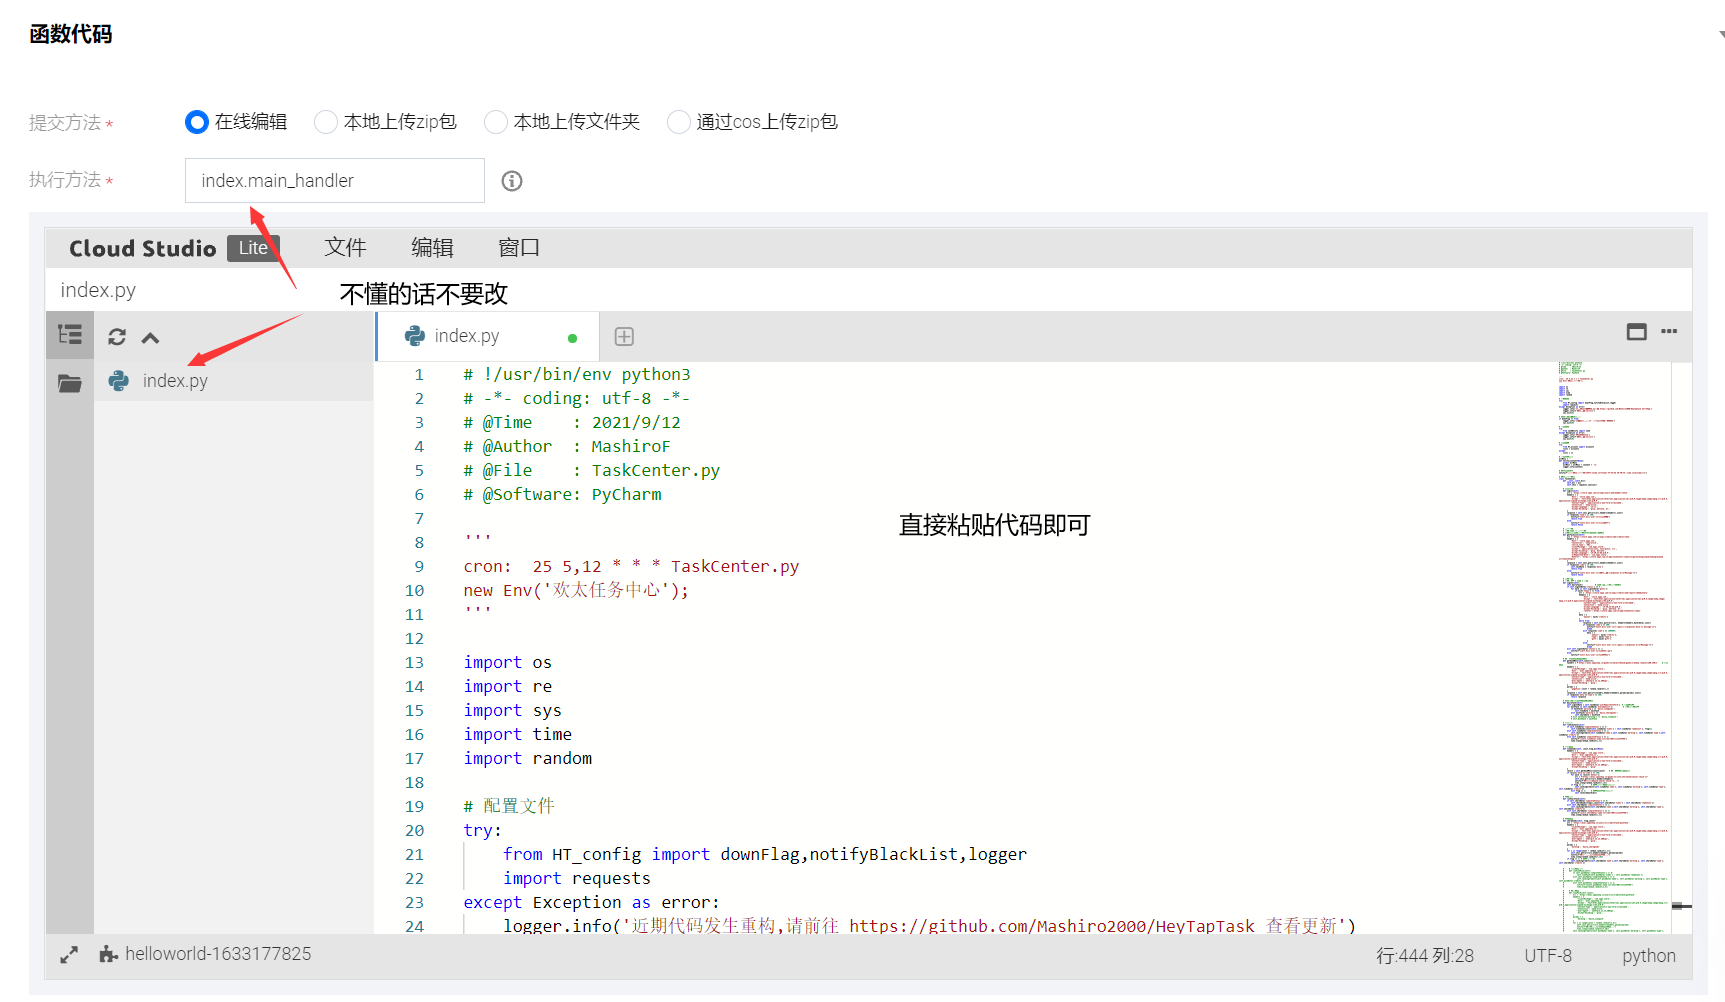 函数代码
提交方法 * 在线编辑 本地上传zip包 本地上传文件夹 通过cos上传zip包
执行方法 * index.main_handler
Cloud Studio Lite 文件 编辑 窗口
index.py
不懂的话不要改
index.py
index.py
直接粘贴代码即可
1 # !/usr/bin/env python3
2 # -*- coding: utf-8 -*-
3 # @Time    : 2021/9/12
4 # @Author  : MashiroF
5 # @File    : TaskCenter.py
6 # @Software: PyCharm
7
8 '''
9 cron:  25 5,12 * * * TaskCenter.py
10 new Env('欢太任务中心');
11 '''
12
13 import os
14 import re
15 import sys
16 import time
17 import random
18
19 # 配置文件
20 try:
21     from HT_config import downFlag,notifyBlackList,logger
22     import requests
23 except Exception as error:
24     logger.info('近期代码发生重构,请前往 https://github.com/Mashiro2000/HeyTapTask 查看更新')
helloworld-1633177825 行:444 列:28 UTF-8 python